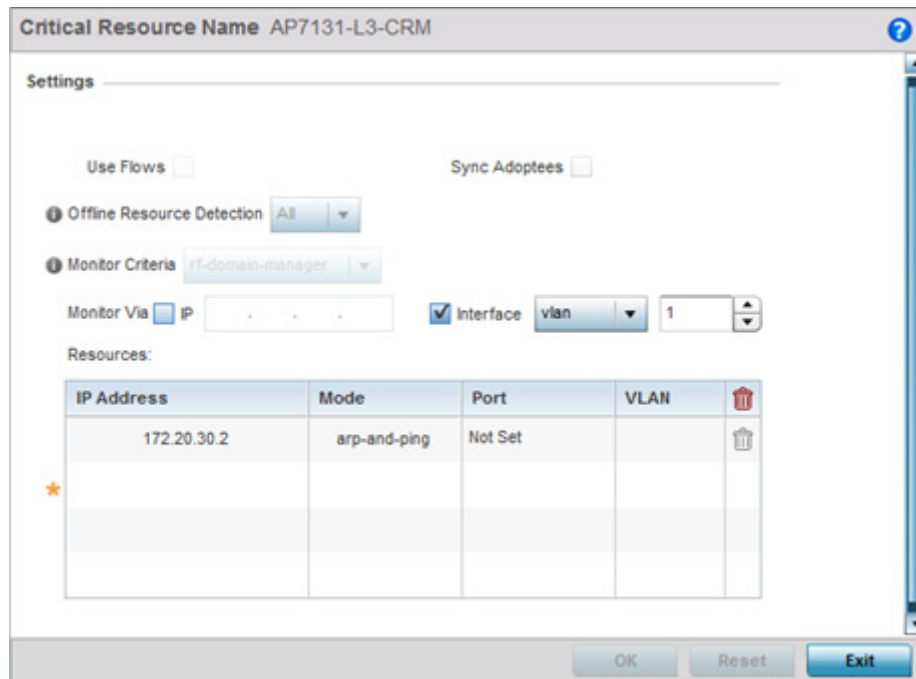 Critical Resource Name AP7131-L3-CRM
Settings
Use Flows Sync Adoptees
Offline Resource Detection All
Monitor Criteria rf-domain-manager
Monitor Via IP . . . Interface vlan 1
Resources:
IP Address Mode Port VLAN
172.20.30.2 arp-and-ping Not Set
OK Reset Exit